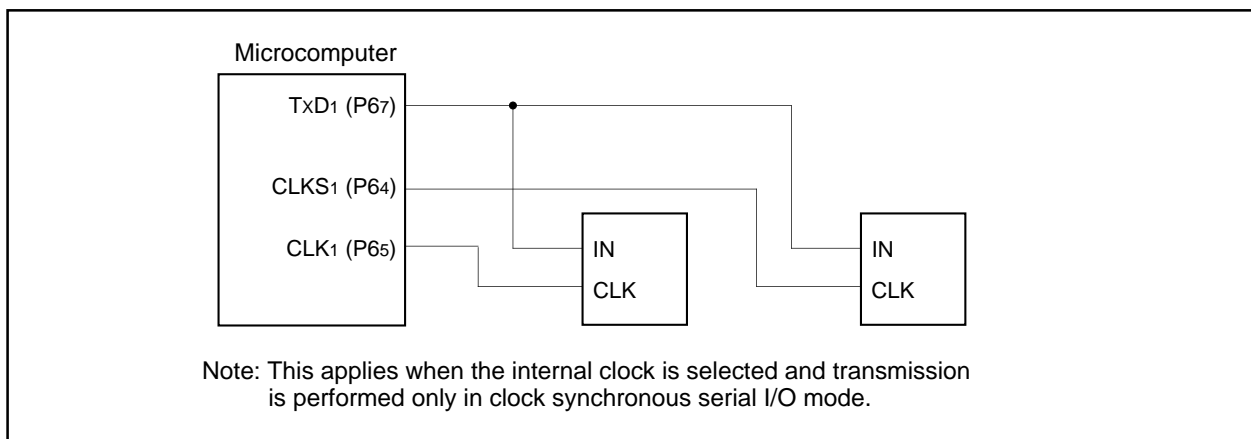 Microcomputer
TxD1 (P67)
CLKS1 (P64)
CLK1 (P65)
IN
CLK
IN
CLK
Note: This applies when the internal clock is selected and transmission
is performed only in clock synchronous serial I/O mode.